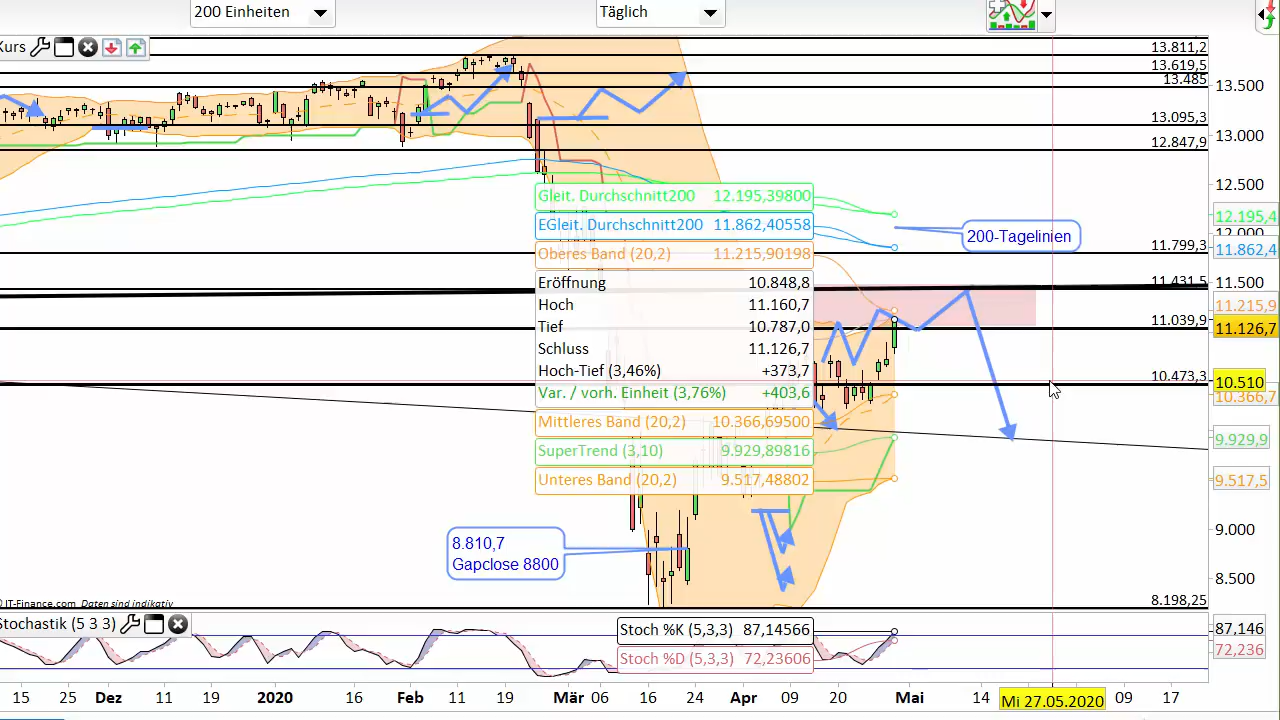 200 Einheiten
Täglich
Kurs
13.811,2
13.619,5
13.485
13.500
13.095,3
13.000
12.847,9
12.500
Gleit. Durchschnitt200 12.195,39800
12.195,4
EGleit. Durchschnitt200 11.862,40558
200-Tagelinien
12.000
11.799,3
11.862,4
Oberes Band (20,2) 11.215,90198
Eröffnung 10.848,8
11.431,5
11.500
Hoch 11.160,7
11.215,9
Tief 10.787,0
11.039,9
11.126,7
Schluss 11.126,7
Hoch-Tief (3,46%) +373,7
10.473,3
10.510
Var. / vorh. Einheit (3,76%) +403,6
10.366,7
Mittleres Band (20,2) 10.366,69500
SuperTrend (3,10) 9.929,89816
9.929,9
Unteres Band (20,2) 9.517,48802
9.517,5
9.000
8.810,7
Gapclose 8800
8.500
© IT-Finance.com Daten sind indikativ
8.198,25
Stochastik (5 3 3)
Stoch %K (5,3,3) 87,14566
87,146
Stoch %D (5,3,3) 72,23606
72,236
15 25 Dez 11 19 2020 16 Feb 11 19 Mär 06 16 24 Apr 09 20 Mai 14 Mi 27.05.2020 09 17